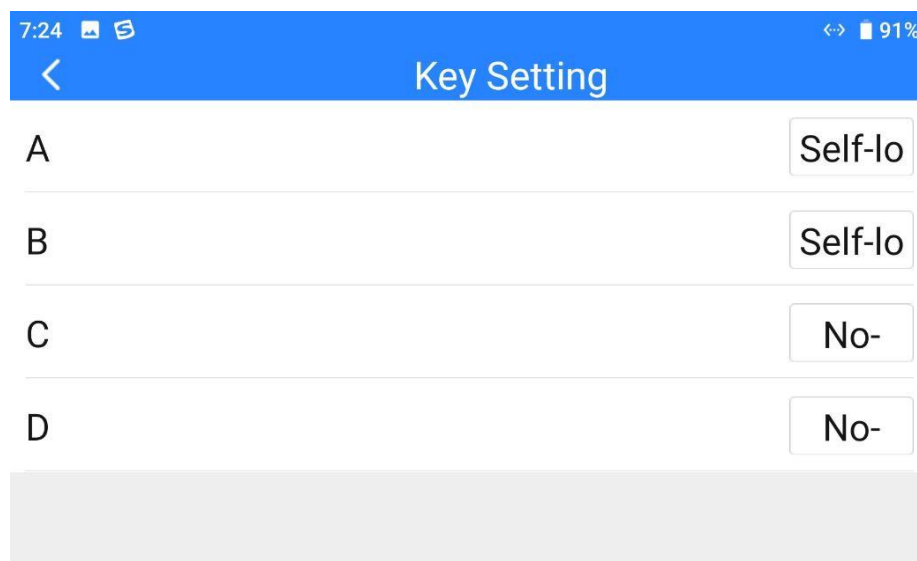 7:24 91%
Key Setting
A Self-lo
B Self-lo
C No-
D No-